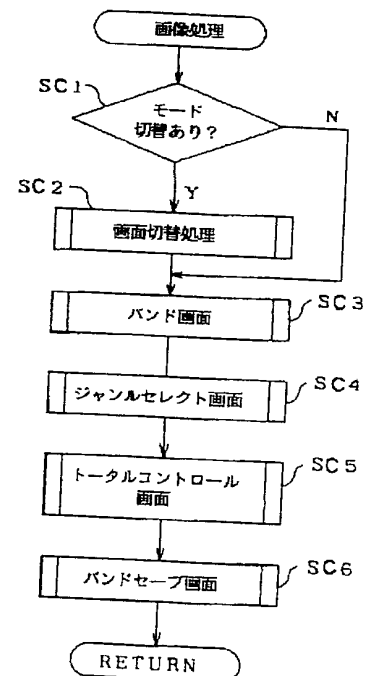 画像処理
SC1
モード
切替あり?
N
Y
SC2
画面切替処理
バンド画面
SC3
ジャンルセレクト画面
SC4
トータルコントロール
画面
SC5
バンドセーブ画面
SC6
RETURN